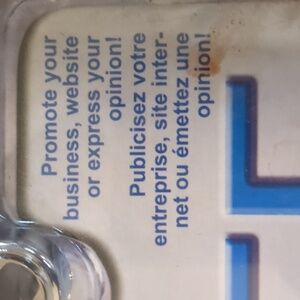 Promote your
business, website
or express your
opinion!
Publicisez votre
entreprise, site inter-
net ou émettez une
opinion!